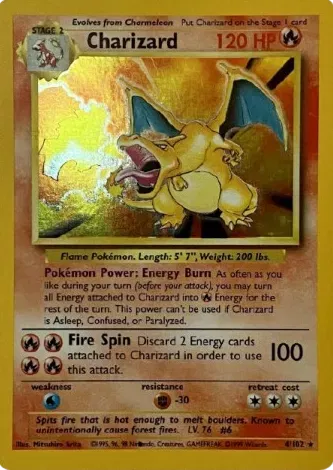 Evolves from Charmeleon Put Charizard on the Stage 1 card
STAGE 2
Charizard 120 HP
Flame Pokémon. Length: 5' 7", Weight: 200 lbs.
Pokémon Power: Energy Burn As often as you
like during your turn (before your attack), you may turn
all Energy attached to Charizard into for the
rest of the turn. This power can't be used if Charizard
is Asleep, Confused, or Paralyzed.
Fire Spin Discard 2 Energy cards
attached to Charizard in order to use
this attack. 100
weakness resistance retreat cost
-30
Spits fire that is hot enough to melt boulders. Known to
unintentionally cause forest fires. LV. 76 #6
Illus. Mitsuhiro Arita ©1995, 96, 98 Nintendo, Creatures, GAMEFREAK ©1999 Wizards. 4/102 ★